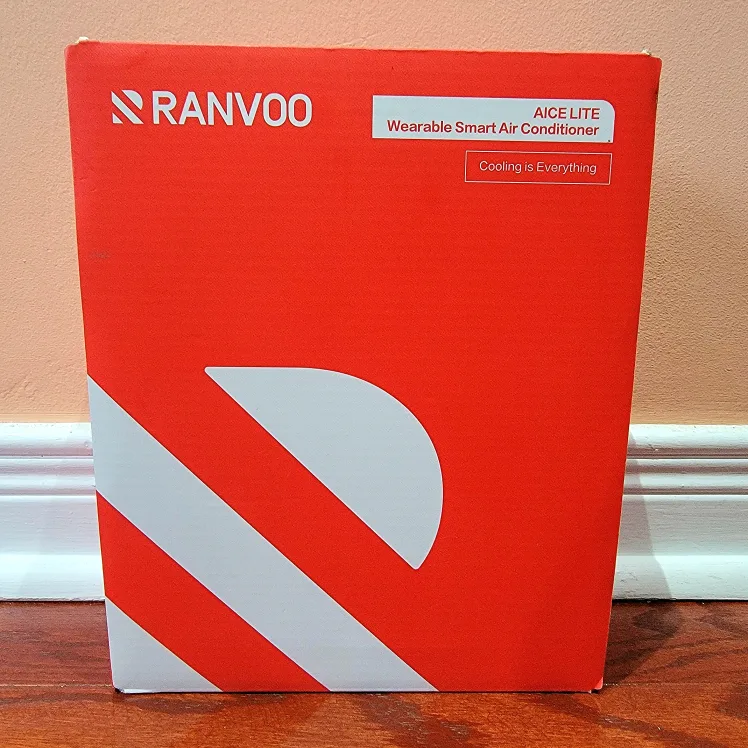 RANVOO
AICE LITE
Wearable Smart Air Conditioner
Cooling is Everything